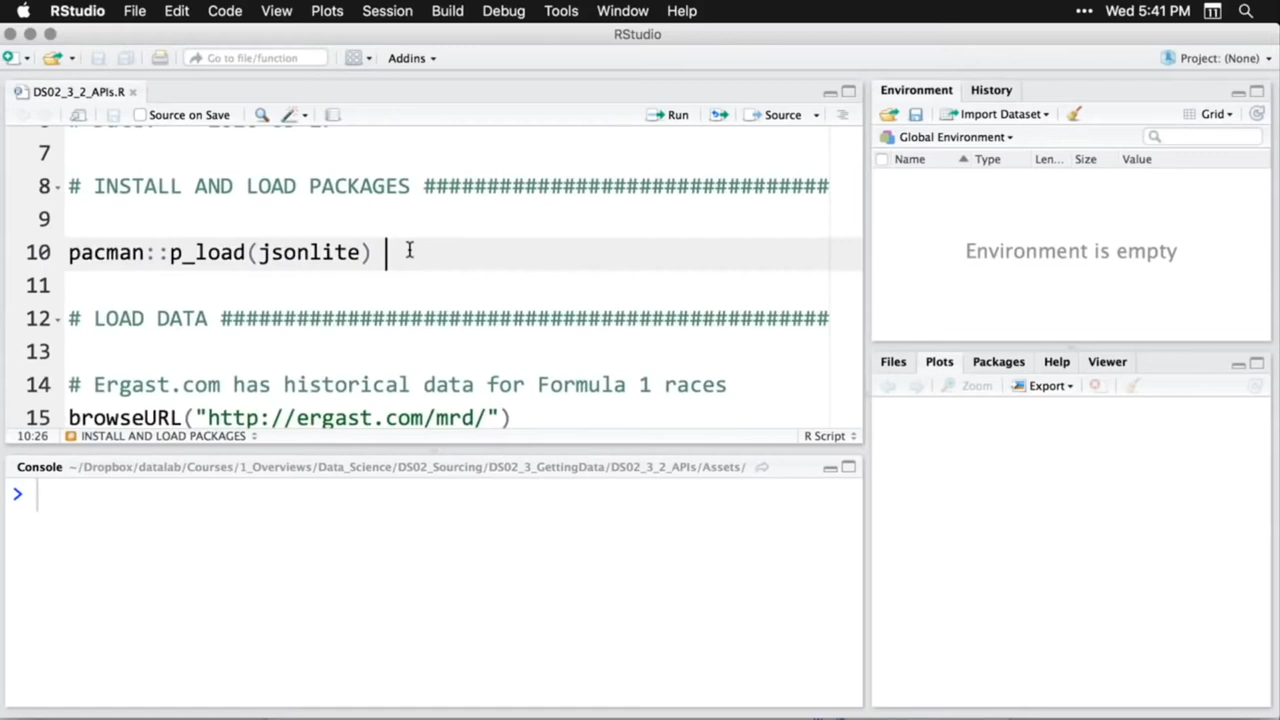 RStudio File Edit Code View Plots Session Build Debug Tools Window Help ••• Wed 5:41 PM 11
RStudio
Go to file/function Addins Project: (None)
DS02_3_2_APIs.R
Source on Save Run Source
7
8 # INSTALL AND LOAD PACKAGES ################################
9
10 pacman::p_load(jsonlite)
11
12 # LOAD DATA ################################################
13
14 # Ergast.com has historical data for Formula 1 races
15 browseURL("http://ergast.com/mrd/")
10:26 INSTALL AND LOAD PACKAGES R Script
Console ~/Dropbox/datalab/Courses/1_Overviews/Data_Science/DS02_Sourcing/DS02_3_GettingData/DS02_3_2_APIs/Assets/
>
Environment History
Import Dataset Grid
Global Environment
Name Type Len... Size Value
Environment is empty
Files Plots Packages Help Viewer
Zoom Export